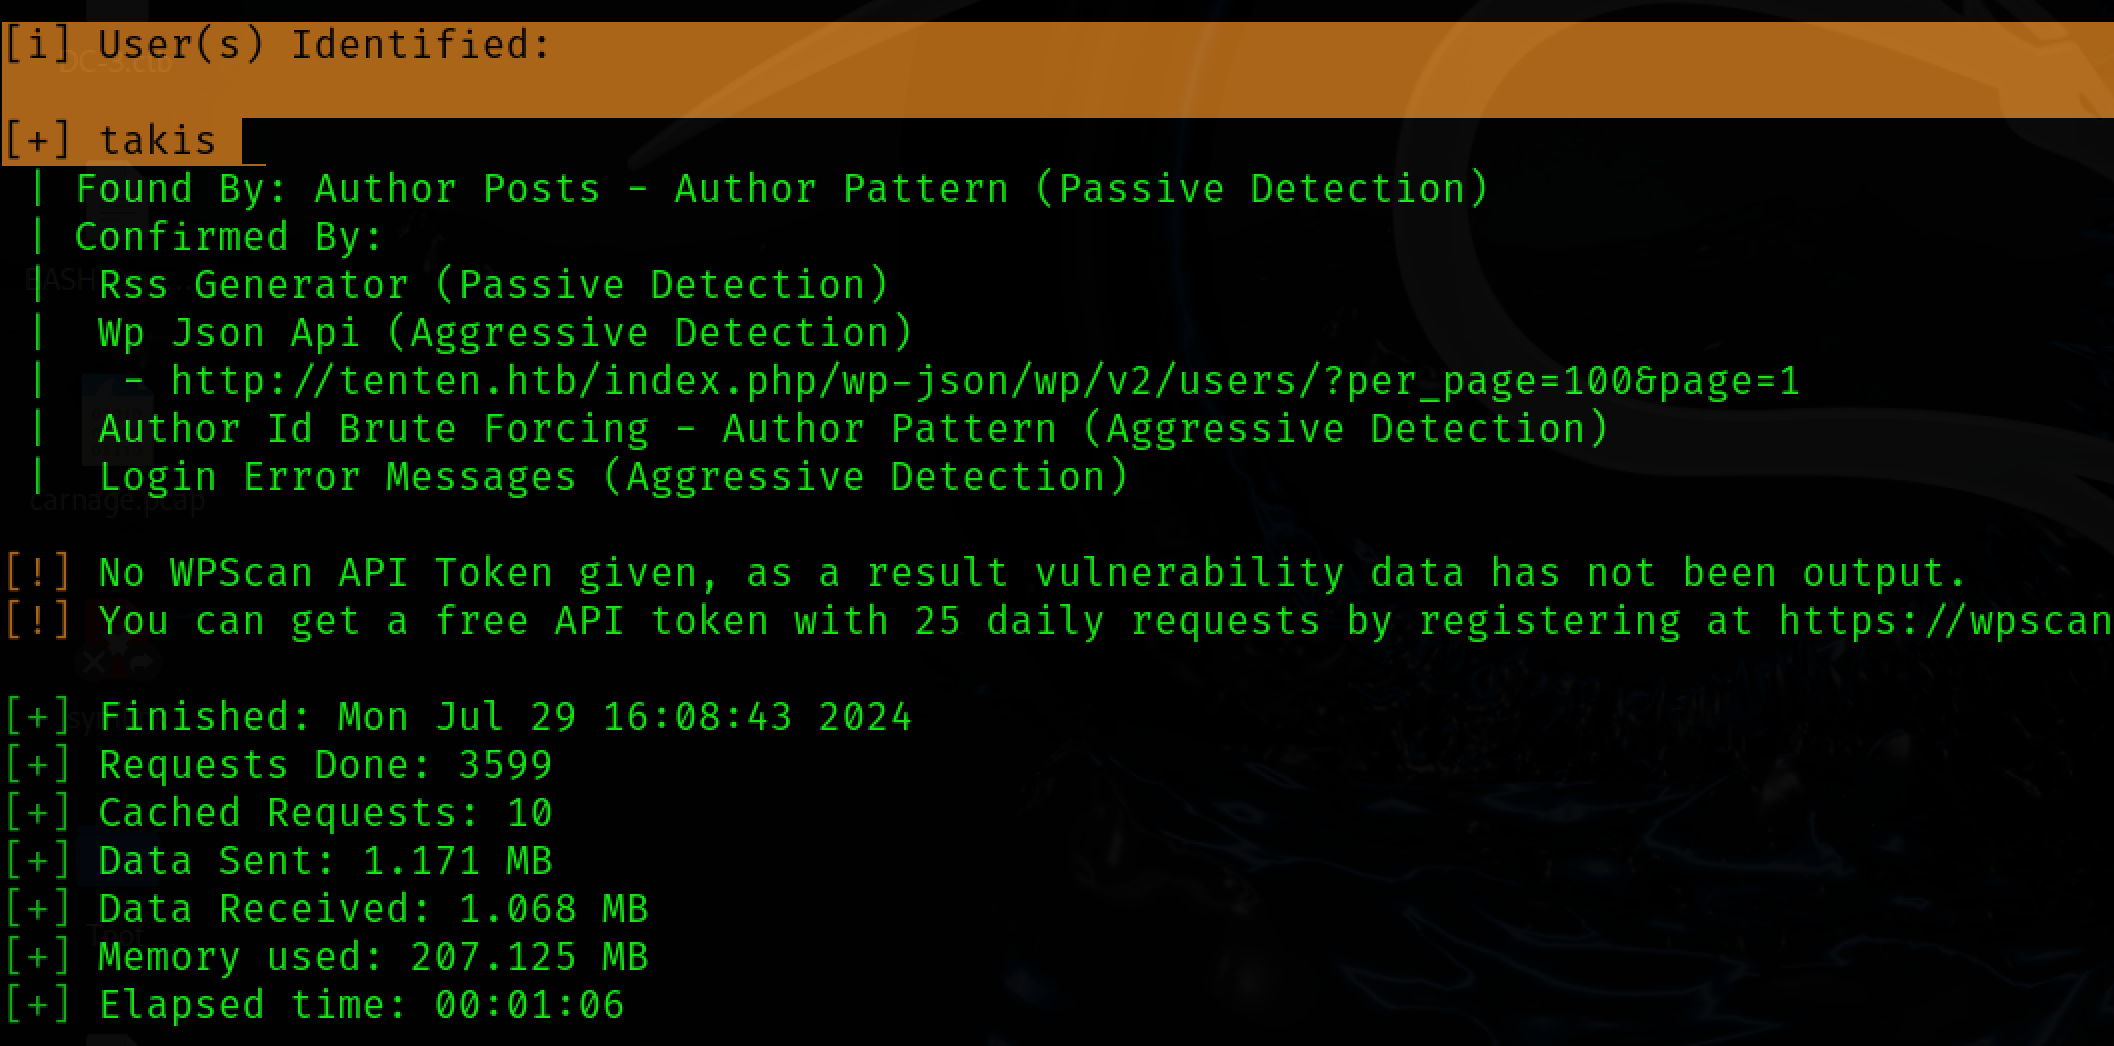 [i] User(s) Identified:
[+] takis
| Found By: Author Posts - Author Pattern (Passive Detection)
| Confirmed By:
|  Rss Generator (Passive Detection)
|  Wp Json Api (Aggressive Detection)
|   - http://tenten.htb/index.php/wp-json/wp/v2/users/?per_page=100&page=1
|  Author Id Brute Forcing - Author Pattern (Aggressive Detection)
|  Login Error Messages (Aggressive Detection)
carnage.pcap
[!] No WPScan API Token given, as a result vulnerability data has not been output.
[!] You can get a free API token with 25 daily requests by registering at https://wpscan
[+] Finished: Mon Jul 29 16:08:43 2024
[+] Requests Done: 3599
[+] Cached Requests: 10
[+] Data Sent: 1.171 MB
[+] Data Received: 1.068 MB
[+] Memory used: 207.125 MB
[+] Elapsed time: 00:01:06